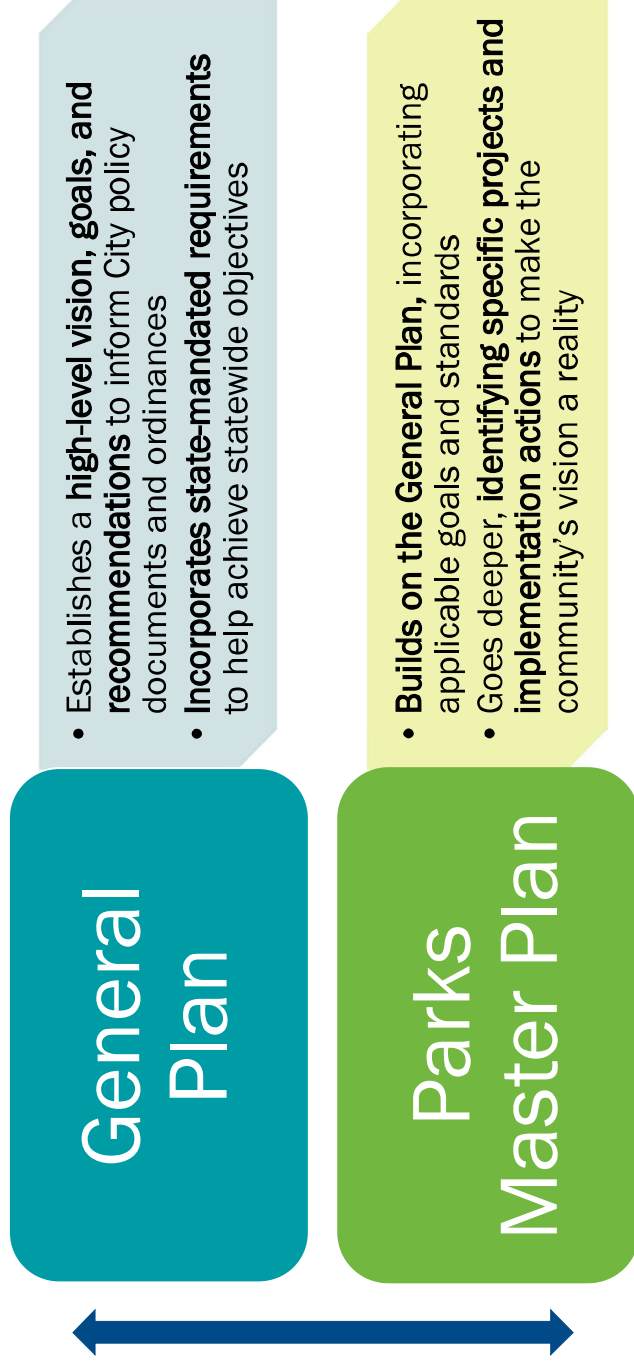 General
Plan
• Establishes a high-level vision, goals, and
recommendations to inform City policy
documents and ordinances
• Incorporates state-mandated requirements
to help achieve statewide objectives
Parks
Master Plan
• Builds on the General Plan, incorporating
applicable goals and standards
• Goes deeper, identifying specific projects and
implementation actions to make the
community’s vision a reality